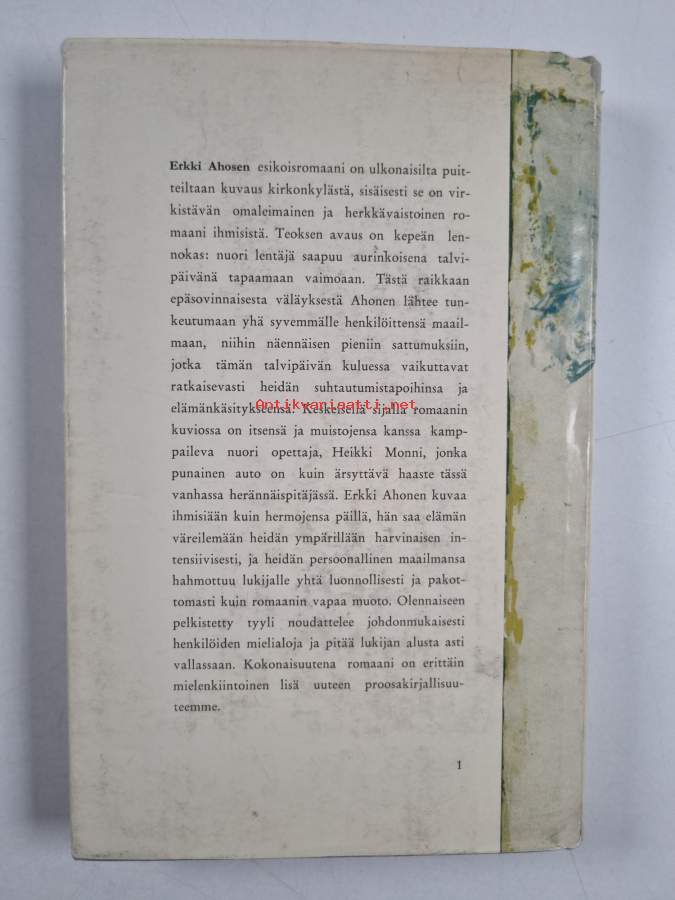 Erkki Ahosen esikoisromaani on ulkonaisilta puit-
teiltaan kuvaus kirkonkylästä, sisäisesti se on vir-
kistävän omaleimainen ja herkkävaistoinen ro-
maani ihmisistä. Teoksen avaus on kepeän len-
nokas: nuori lentäjä saapuu aurinkoisena talvi-
päivänä tapaamaan vaimoaan. Tästä raikkaan
epäsovinnaisesta väläyksestä Ahonen lähtee tun-
keutumaan yhä syvemmälle henkilöittensä maail-
maan, niihin näennäisen pieniin sattumuksiin,
jotka tämän talvipäivän kuluessa vaikuttavat
ratkaisevasti heidän suhtautumistapoihinsa ja
elämänkäsitykseensä. Keskeisellä sijalla romaanin
Antikvariaatti.net
kuviossa on itsensä ja muistojensa kanssa kamp-
paileva nuori opettaja, Heikki Monni, jonka
punainen auto on kuin ärsyttävä haaste tässä
vanhassa herännäispitäjässä. Erkki Ahonen kuvaa
ihmisiään kuin hermojensa päillä, hän saa elämän
väreilemään heidän ympärillään harvinaisen in-
tensiivisesti, ja heidän persoonallinen maailmansa
hahmottuu lukijalle yhtä luonnollisesti ja pakot-
tomasti kuin romaanin vapaa muoto. Olennaiseen
pelkistetty tyyli noudattelee johdonmukaisesti
henkilöiden mielialoja ja pitää lukijan alusta asti
vallassaan. Kokonaisuutena romaani on erittäin
mielenkiintoinen lisä uuteen proosakirjallisuu-
teemme.
1